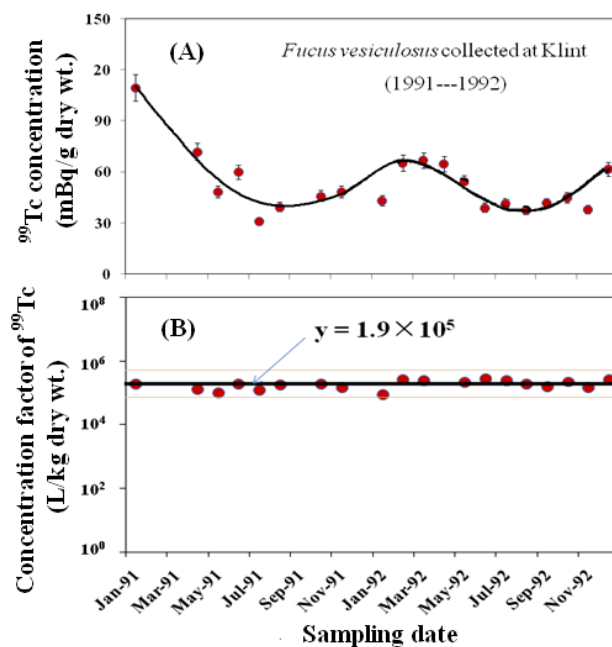 (A)
Fucus vesiculosus collected at Klint
(1991---1992)
99Tc concentration
(mBq/g dry wt.)
150
20
90
60
30
0
(B)
y = 1.9×10⁵
Concentration factor of ⁹⁹Tc
(L/kg dry wt.)
10⁸
10⁶
10⁴
10²
10⁰
Jan-91
Mar-91
May-91
Jul-91
Sep-91
Nov-91
Jan-92
Mar-92
May-92
Jul-92
Sep-92
Nov-92
Sampling date